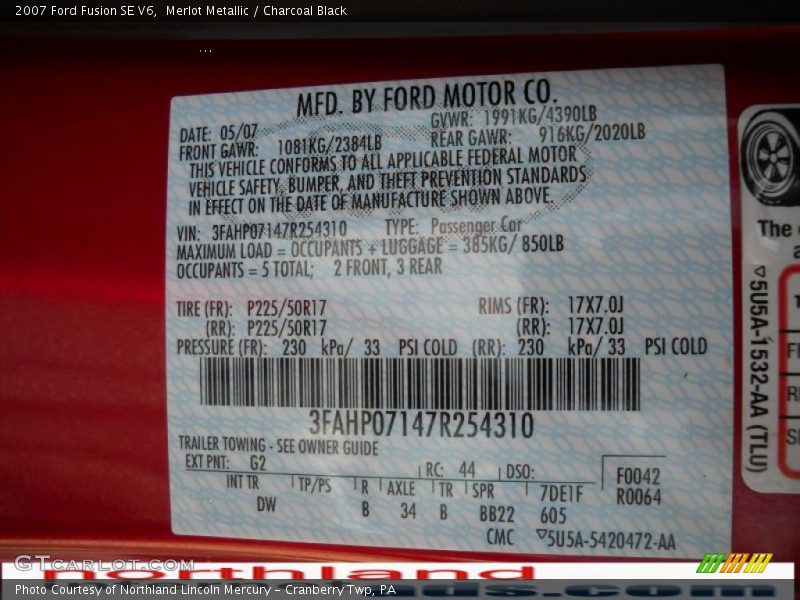 2007 Ford Fusion SE V6,  Merlot Metallic / Charcoal Black
MFD. BY FORD MOTOR CO.
DATE: 05/07 GVWR: 1991KG/4390LB
FRONT GAWR: 1081KG/2384LB REAR GAWR: 916KG/2020LB
THIS VEHICLE CONFORMS TO ALL APPLICABLE FEDERAL MOTOR
VEHICLE SAFETY, BUMPER, AND THEFT PREVENTION STANDARDS
IN EFFECT ON THE DATE OF MANUFACTURE SHOWN ABOVE.
VIN: 3FAHP07147R254310 TYPE: Passenger Car
MAXIMUM LOAD = OCCUPANTS + LUGGAGE = 385KG/ 850LB
OCCUPANTS = 5 TOTAL; 2 FRONT, 3 REAR
TIRE (FR): P225/50R17 RIMS (FR): 17X7.0J
(RR): P225/50R17 (RR): 17X7.0J
PRESSURE (FR): 230 kPa/ 33 PSI COLD (RR): 230 kPa/ 33 PSI COLD
3FAHP07147R254310
TRAILER TOWING - SEE OWNER GUIDE
EXT PNT: G2 RC: 44 DSO: F0042
INT TR TP/PS R AXLE TR SPR 7DE1F R0064
DW B 34 B BB22 605
CMC ▽5U5A-5420472-AA
The
▽5U5A-1532-AA (TLU)
GTCarLot.com
northland
Photo Courtesy of Northland Lincoln Mercury – Cranberry Twp, PA